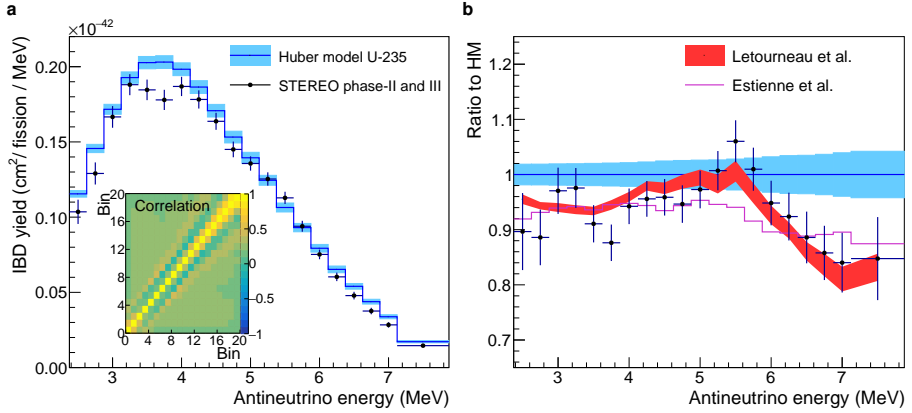 a
×10⁻⁴²
IBD yield (cm²/ fission / MeV)
0.20
0.15
0.10
0.05
0.00
Huber model U-235
STEREO phase-II and III
Correlation
20
16
12
8
4
0
0 4 8 12 16 20
Bin
Bin
1
0.5
0
−0.5
−1
3 4 5 6 7
Antineutrino energy (MeV)
b
Ratio to HM
1.2
1.1
1
0.9
0.8
0.7
0.6
Letourneau et al.
Estienne et al.
3 4 5 6 7
Antineutrino energy (MeV)